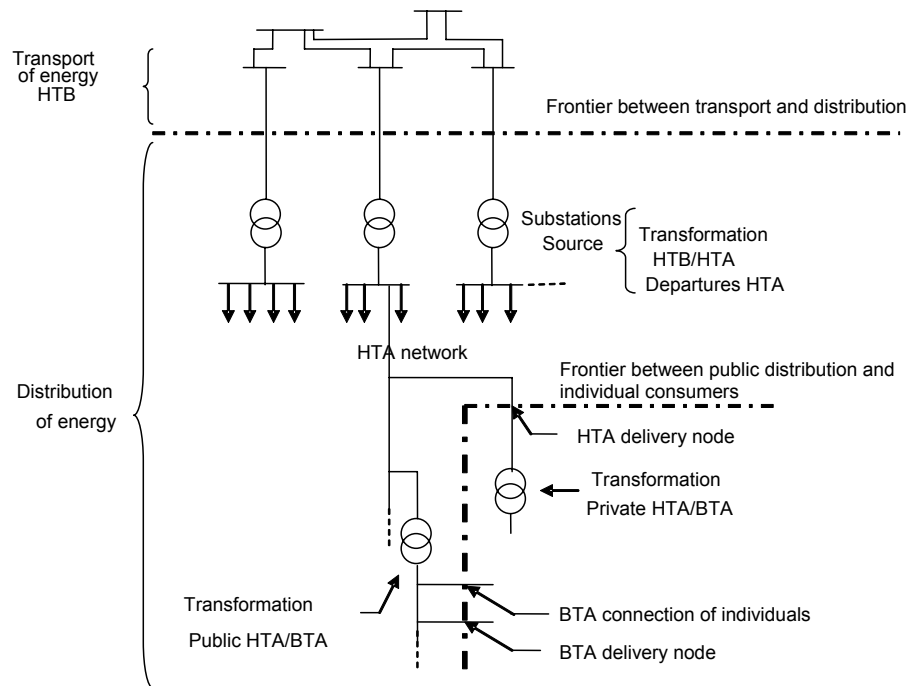 Transport
of energy
HTB
Frontier between transport and distribution
Substations
Source
Transformation
HTB/HTA
Departures HTA
HTA network
Distribution
of energy
Frontier between public distribution and
individual consumers
HTA delivery node
Transformation
Private HTA/BTA
Transformation
Public HTA/BTA
BTA connection of individuals
BTA delivery node